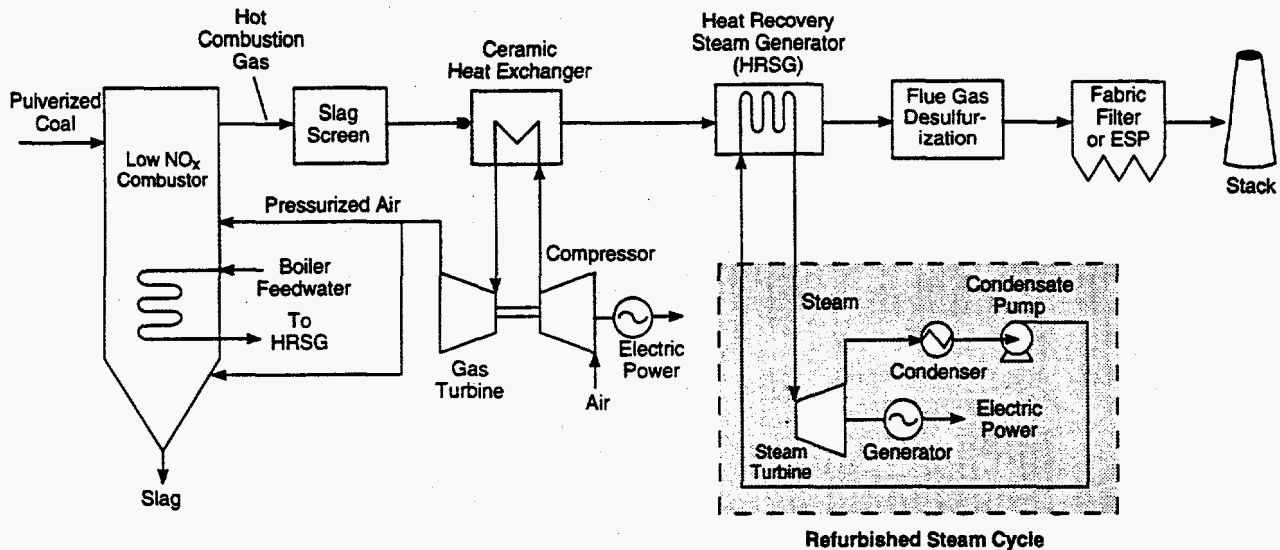 Hot
Combustion
Gas
Pulverized
Coal
Low NOx
Combustor
Slag
Screen
Ceramic
Heat Exchanger
Heat Recovery
Steam Generator
(HRSG)
Flue Gas
Desulfur-
ization
Fabric
Filter
or ESP
Stack
Pressurized Air
Boiler
Feedwater
To
HRSG
Slag
Gas
Turbine
Compressor
Air
Electric
Power
Steam
Condensate
Pump
Condenser
Steam
Turbine
Generator
Electric
Power
Refurbished Steam Cycle